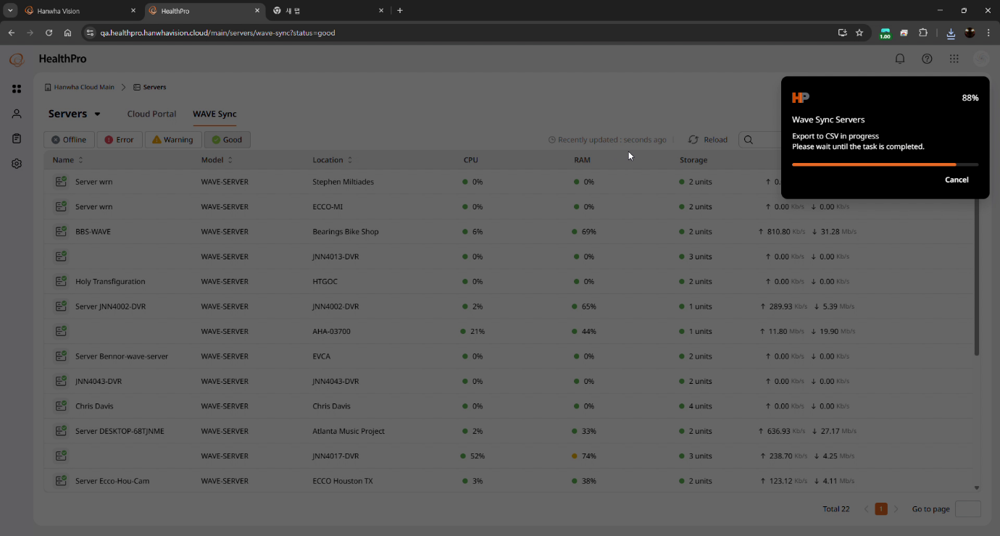 Hanwha Vision
HealthPro
새 탭
qa.healthpro.hanwhavision.cloud/main/servers/wave-sync?status=good
1.00
HealthPro
Hanwha Cloud Main > Servers
Servers
Cloud Portal
WAVE Sync
Offline
Error
Warning
Good
Recently updated : seconds ago
Reload
HP
88%
Wave Sync Servers
Export to CSV in progress
Please wait until the task is completed.
Cancel
Name Model Location CPU RAM Storage
Server wrn WAVE-SERVER Stephen Miltiades 0% 0% 2 units ↑ 0.
Server wrn WAVE-SERVER ECCO-MI 0% 0% 2 units ↑ 0.00 Kb/s ↓ 0.00 Kb/s
BBS-WAVE WAVE-SERVER Bearings Bike Shop 6% 69% 2 units ↑ 810.80 Kb/s ↓ 31.28 Mb/s
WAVE-SERVER JNN4013-DVR 0% 0% 3 units ↑ 0.00 Kb/s ↓ 0.00 Kb/s
Holy Transfiguration WAVE-SERVER HTGOC 0% 0% 2 units ↑ 0.00 Kb/s ↓ 0.00 Kb/s
Server JNN4002-DVR WAVE-SERVER JNN4002-DVR 2% 65% 1 units ↑ 289.93 Kb/s ↓ 5.39 Mb/s
WAVE-SERVER AHA-03700 21% 44% 1 units ↑ 11.80 Mb/s ↓ 19.90 Mb/s
Server Bennor-wave-server WAVE-SERVER EVCA 0% 0% 2 units ↑ 0.00 Kb/s ↓ 0.00 Kb/s
JNN4043-DVR WAVE-SERVER JNN4043-DVR 0% 0% 2 units ↑ 0.00 Kb/s ↓ 0.00 Kb/s
Chris Davis WAVE-SERVER Chris Davis 0% 0% 4 units ↑ 0.00 Kb/s ↓ 0.00 Kb/s
Server DESKTOP-68TJNME WAVE-SERVER Atlanta Music Project 2% 33% 2 units ↑ 636.93 Kb/s ↓ 27.17 Mb/s
WAVE-SERVER JNN4017-DVR 52% 74% 3 units ↑ 238.70 Kb/s ↓ 4.25 Mb/s
Server Ecco-Hou-Cam WAVE-SERVER ECCO Houston TX 3% 38% 2 units ↑ 123.12 Kb/s ↓ 4.11 Mb/s
Total 22 < 1 > Go to page